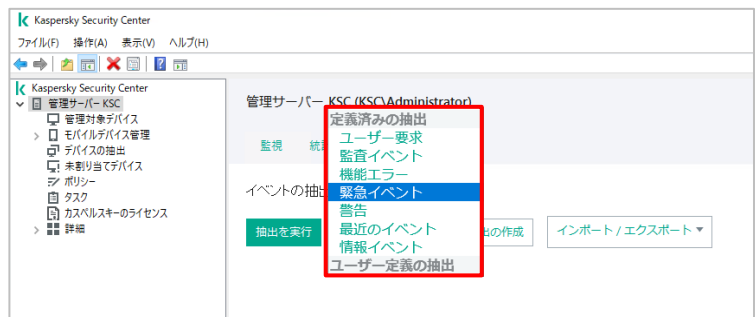 Kaspersky Security Center
ファイル(F) 操作(A) 表示(V) ヘルプ(H)
Kaspersky Security Center
管理サーバー KSC
管理対象デバイス
モバイルデバイス管理
デバイスの抽出
未割り当てデバイス
ポリシー
タスク
カスペルスキーのライセンス
詳細
管理サーバー KSC (KSC\Administrator)
監視 統
イベントの抽出
定義済みの抽出
ユーザー要求
監査イベント
機能エラー
緊急イベント
警告
最近のイベント
情報イベント
ユーザー定義の抽出
抽出を実行
出の作成
インポート / エクスポート